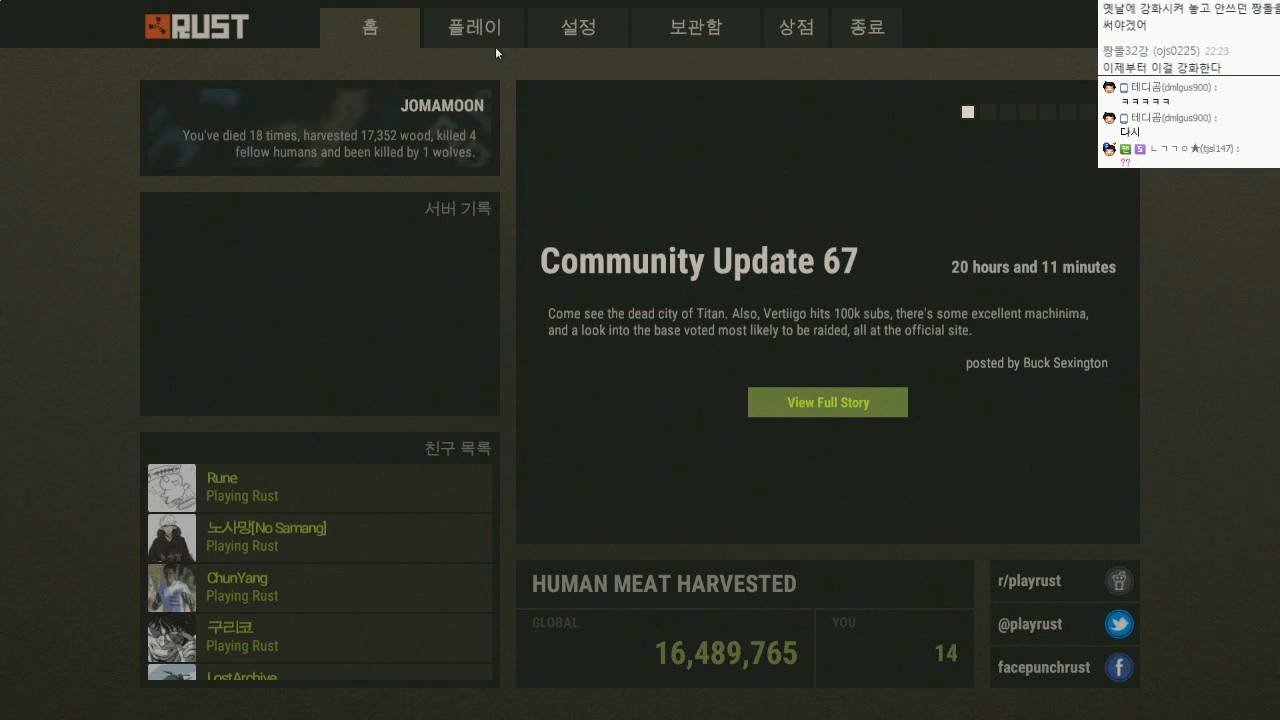 RUST
홈
플레이
설정
보관함
상점
종료
옛날에 강화시켜 놓고 안쓰던 짱돌을
써야겠어
짱돌32강 (ojs0225) 22:23
이제부터 이걸 강화한다
테디곰(dmlgus900) :
ㅋㅋㅋㅋㅋ
테디곰(dmlgus900) :
다시
팬 S ㄴㄱㄱㅇ★(tjsl147) :
??
JOMAMOON
You've died 18 times, harvested 17,352 wood, killed 4
fellow humans and been killed by 1 wolves.
서버 기록
친구 목록
Rune
Playing Rust
노사망[No Samang]
Playing Rust
ChunYang
Playing Rust
구리코
Playing Rust
LostArchive
Community Update 67
20 hours and 11 minutes
Come see the dead city of Titan. Also, Vertiigo hits 100k subs, there's some excellent machinima,
and a look into the base voted most likely to be raided, all at the official site.
posted by Buck Sexington
View Full Story
HUMAN MEAT HARVESTED
GLOBAL
16,489,765
YOU
14
r/playrust
@playrust
facepunchrust